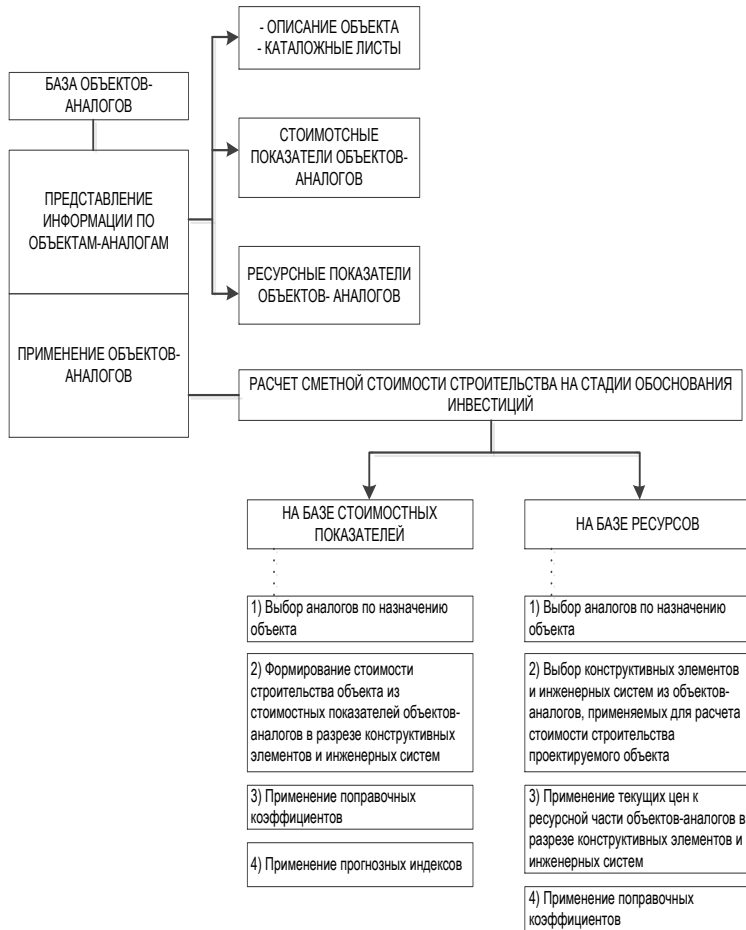 - ОПИСАНИЕ ОБЪЕКТА
- КАТАЛОЖНЫЕ ЛИСТЫ
БАЗА ОБЪЕКТОВ-
АНАЛОГОВ
СТОИМОТСНЫЕ
ПОКАЗАТЕЛИ ОБЪЕКТОВ-
АНАЛОГОВ
ПРЕДСТАВЛЕНИЕ
ИНФОРМАЦИИ ПО
ОБЪЕКТАМ-АНАЛОГАМ
РЕСУРСНЫЕ ПОКАЗАТЕЛИ
ОБЪЕКТОВ- АНАЛОГОВ
ПРИМЕНЕНИЕ ОБЪЕКТОВ-
АНАЛОГОВ
РАСЧЕТ СМЕТНОЙ СТОИМОСТИ СТРОИТЕЛЬСТВА НА СТАДИИ ОБОСНОВАНИЯ
ИНВЕСТИЦИЙ
НА БАЗЕ СТОИМОСТНЫХ
ПОКАЗАТЕЛЕЙ
1) Выбор аналогов по назначению
объекта
2) Формирование стоимости
строительства объекта из
стоимостных показателей объектов-
аналогов в разрезе конструктивных
элементов и инженерных систем
3) Применение поправочных
коэффициентов
4) Применение прогнозных индексов
НА БАЗЕ РЕСУРСОВ
1) Выбор аналогов по назначению
объекта
2) Выбор конструктивных элементов
и инженерных систем из объектов-
аналогов, применяемых для расчета
стоимости строительства
проектируемого объекта
3) Применение текущих цен к
ресурсной части объектов-аналогов в
разрезе конструктивных элементов и
инженерных систем
4) Применение поправочных
коэффициентов